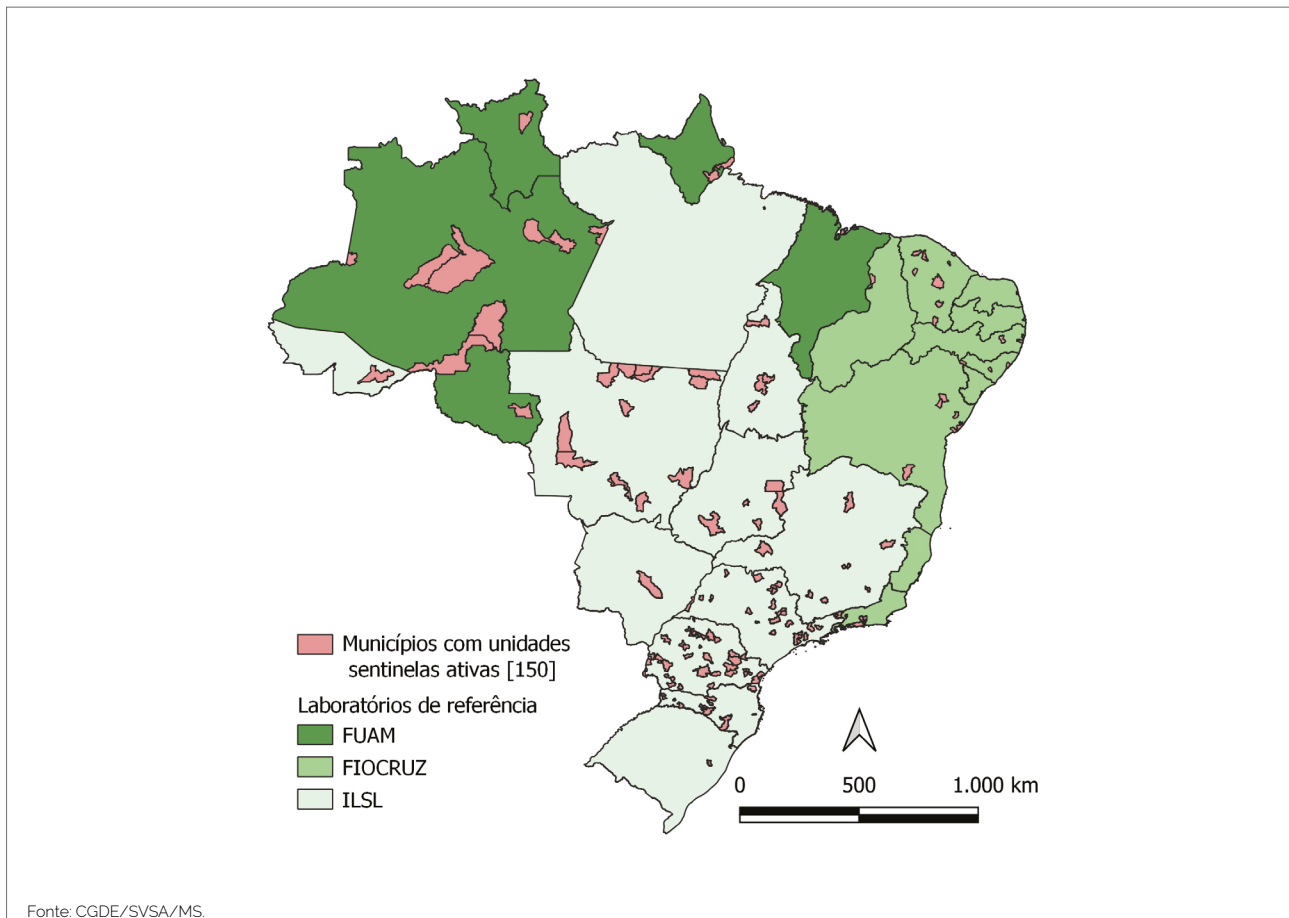 Municípios com unidades
sentinelas ativas [150]
Laboratórios de referência
FUAM
FIOCRUZ
ILSL
0 500 1.000 km
Fonte: CGDE/SVSA/MS.